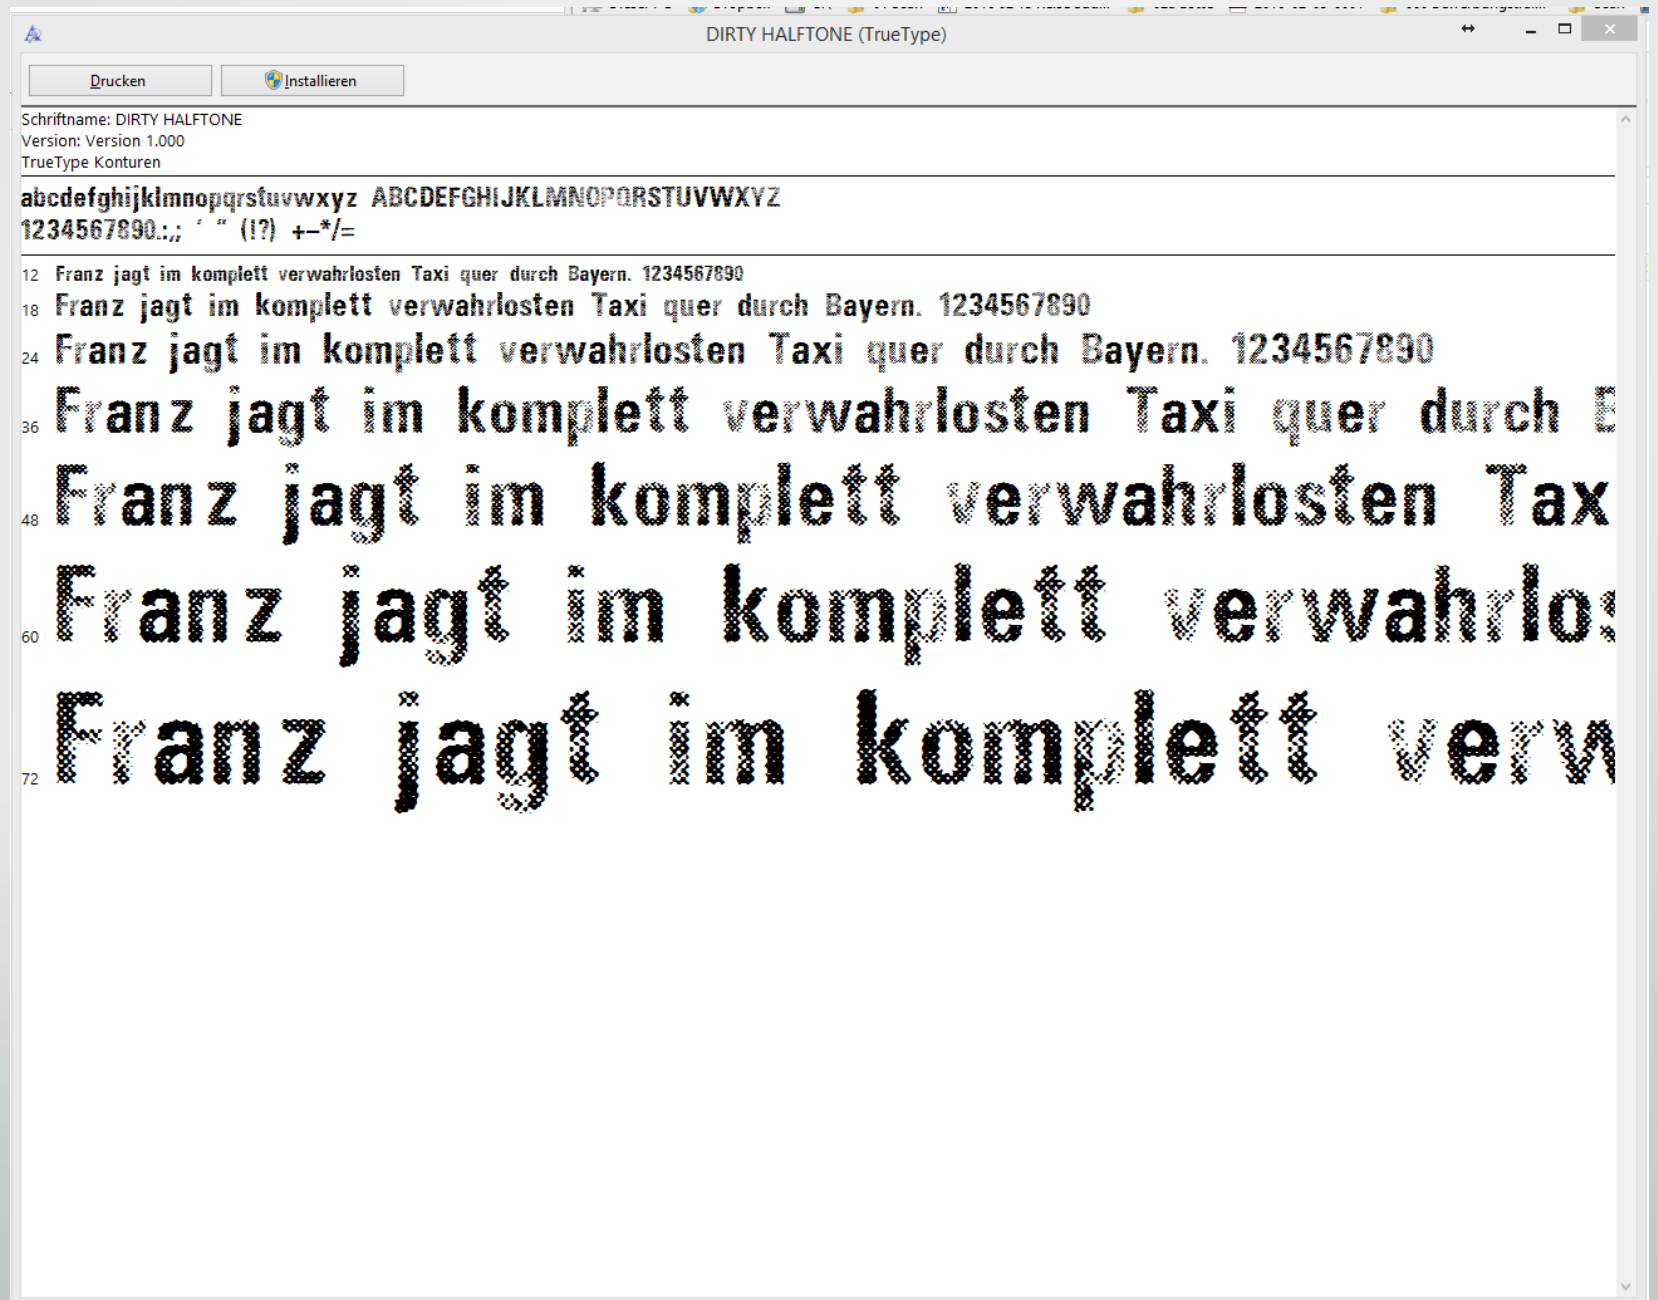 DIRTY HALFTONE (TrueType)
Drucken Installieren
Schriftname: DIRTY HALFTONE
Version: Version 1.000
TrueType Konturen
abcdefghijklmnopqrstuvwxyz ABCDEFGHIJKLMNOPQRSTUVWXYZ
1234567890.:,; ´ “ (!?) +–*/=
12 Franz jagt im komplett verwahrlosten Taxi quer durch Bayern. 1234567890
18 Franz jagt im komplett verwahrlosten Taxi quer durch Bayern. 1234567890
24 Franz jagt im komplett verwahrlosten Taxi quer durch Bayern. 1234567890
36 Franz jagt im komplett verwahrlosten Taxi quer durch B
48 Franz jagt im komplett verwahrlosten Tax
60 Franz jagt im komplett verwahrlos
72 Franz jagt im komplett verw